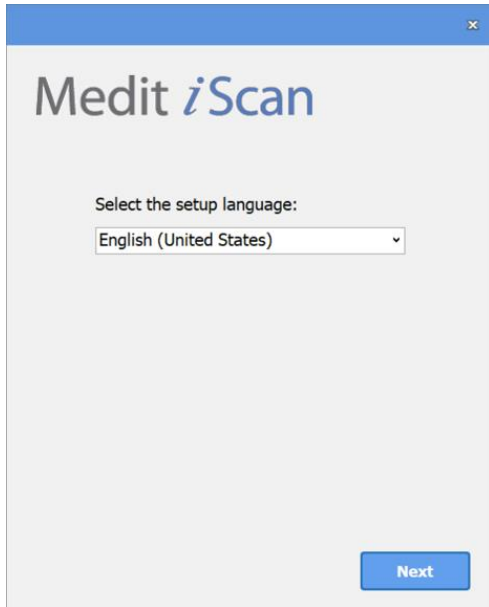 Medit iScan
Select the setup language:
English (United States)
Next